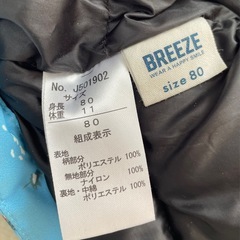 No. J501902
サイズ
身長 80
体重 11
80
組成表示
表地
柄部分
ポリエステル 100%
無地部分
ナイロン 100%
裏地・中綿
ポリエステル 100%
BREEZE
WEAR A HAPPY SMILE
size 80